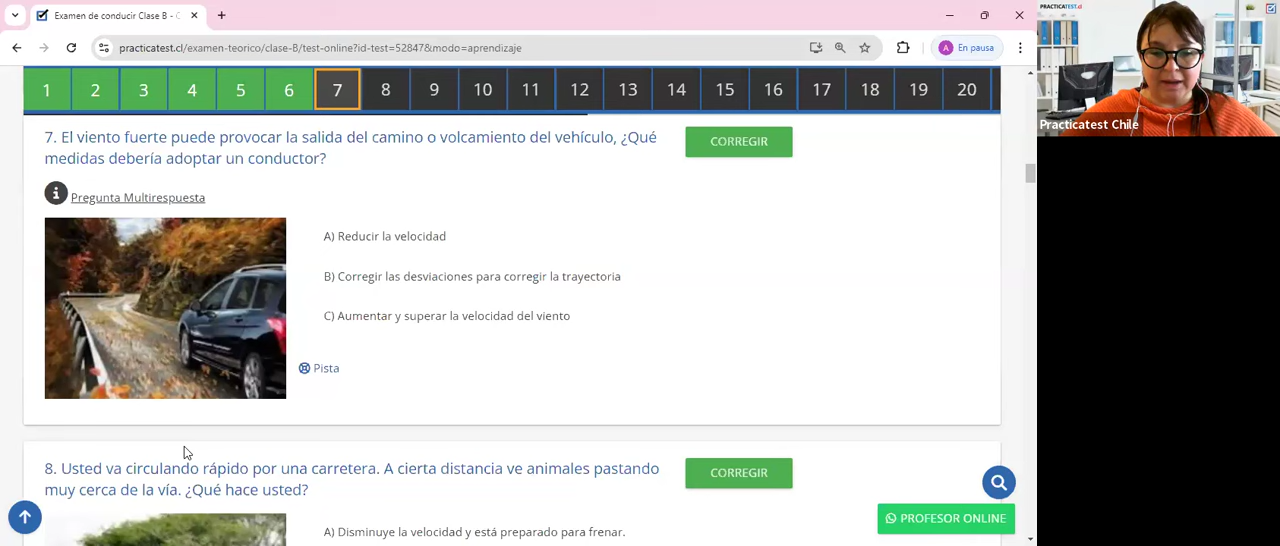 Examen de conducir Clase B - C
practicatest.cl/examen-teorico/clase-B/test-online?id-test=52847&modo=aprendizaje
A
En pausa
1 2 3 4 5 6 7 8 9 10 11 12 13 14 15 16 17 18 19 20
7. El viento fuerte puede provocar la salida del camino o volcamiento del vehículo, ¿Qué
medidas debería adoptar un conductor?
CORREGIR
Pregunta Multirespuesta
A) Reducir la velocidad
B) Corregir las desviaciones para corregir la trayectoria
C) Aumentar y superar la velocidad del viento
Pista
8. Usted va circulando rápido por una carretera. A cierta distancia ve animales pastando
muy cerca de la vía. ¿Qué hace usted?
CORREGIR
A) Disminuye la velocidad y está preparado para frenar.
PROFESOR ONLINE
PRACTICATEST.cl
Practicatest Chile